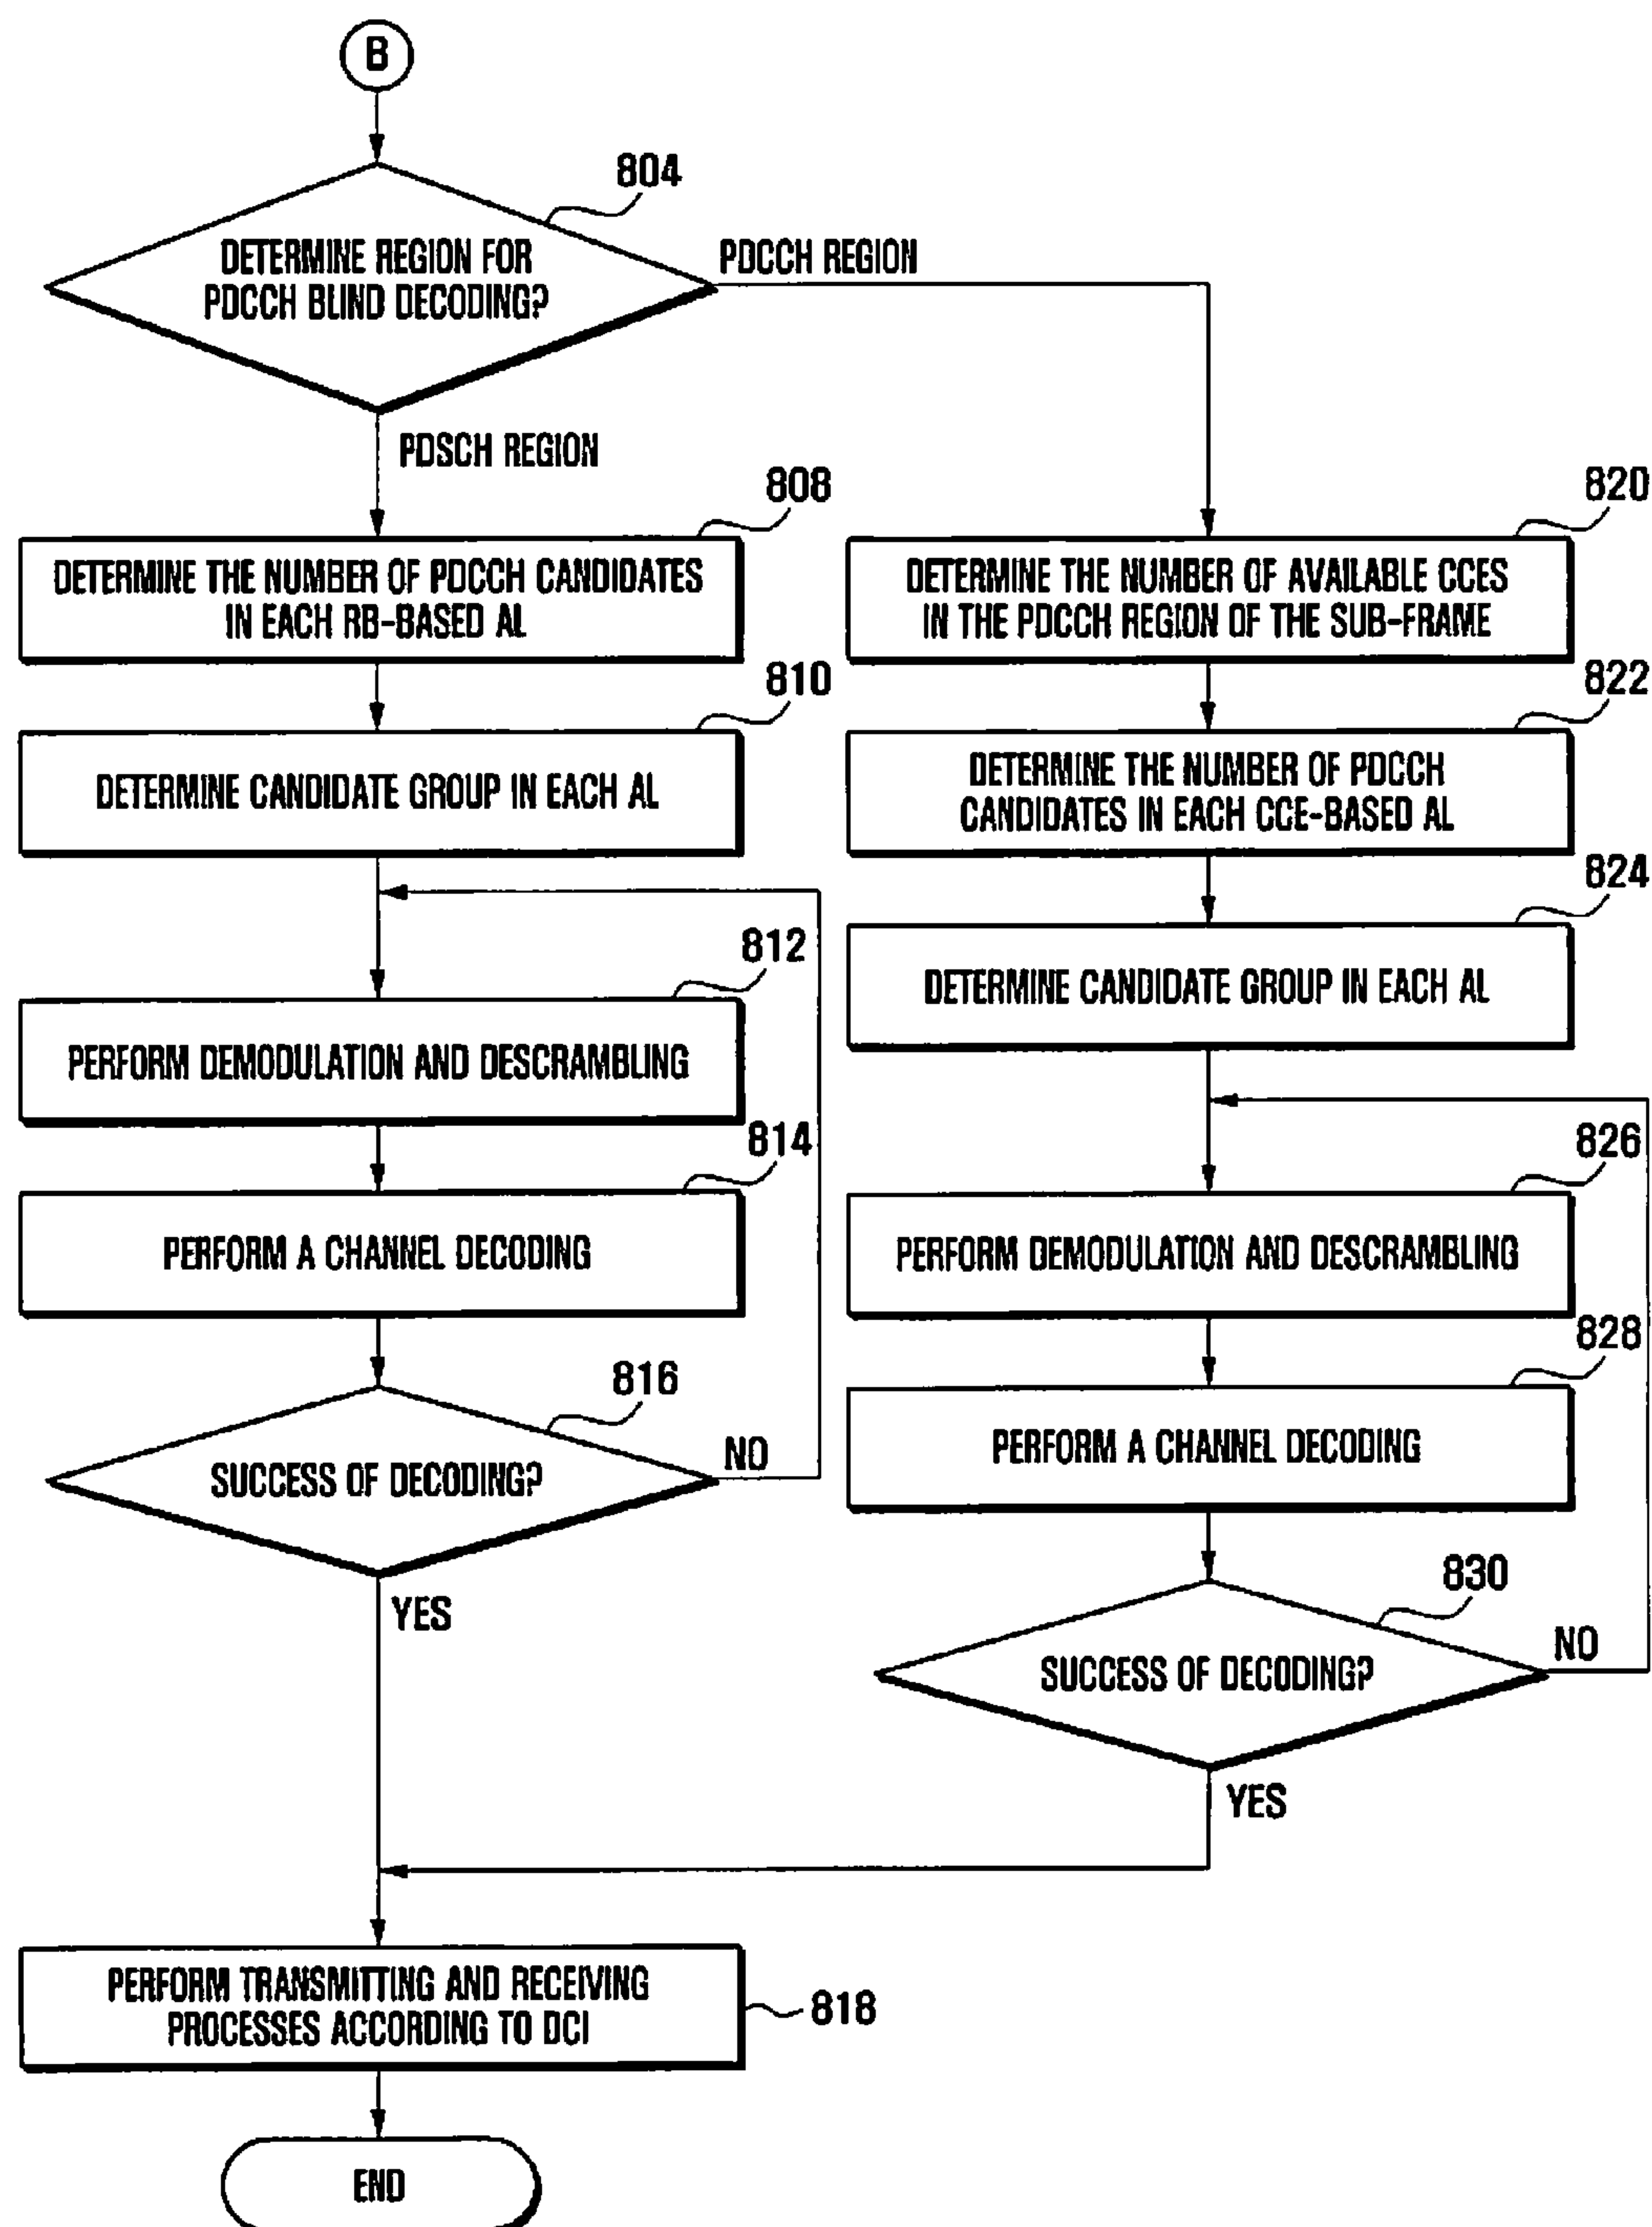 B
804
DETERMINE REGION FOR
PDCCH BLIND DECODING?
PDCCH REGION
PDSCH REGION
808
DETERMINE THE NUMBER OF PDCCH CANDIDATES
IN EACH RB-BASED AL
810
DETERMINE CANDIDATE GROUP IN EACH AL
812
PERFORM DEMODULATION AND DESCRAMBLING
814
PERFORM A CHANNEL DECODING
816
SUCCESS OF DECODING?
NO
YES
820
DETERMINE THE NUMBER OF AVAILABLE CCES
IN THE PDCCH REGION OF THE SUB-FRAME
822
DETERMINE THE NUMBER OF PDCCH
CANDIDATES IN EACH CCE-BASED AL
824
DETERMINE CANDIDATE GROUP IN EACH AL
826
PERFORM DEMODULATION AND DESCRAMBLING
828
PERFORM A CHANNEL DECODING
830
SUCCESS OF DECODING?
NO
YES
PERFORM TRANSMITTING AND RECEIVING
PROCESSES ACCORDING TO DCI
818
END